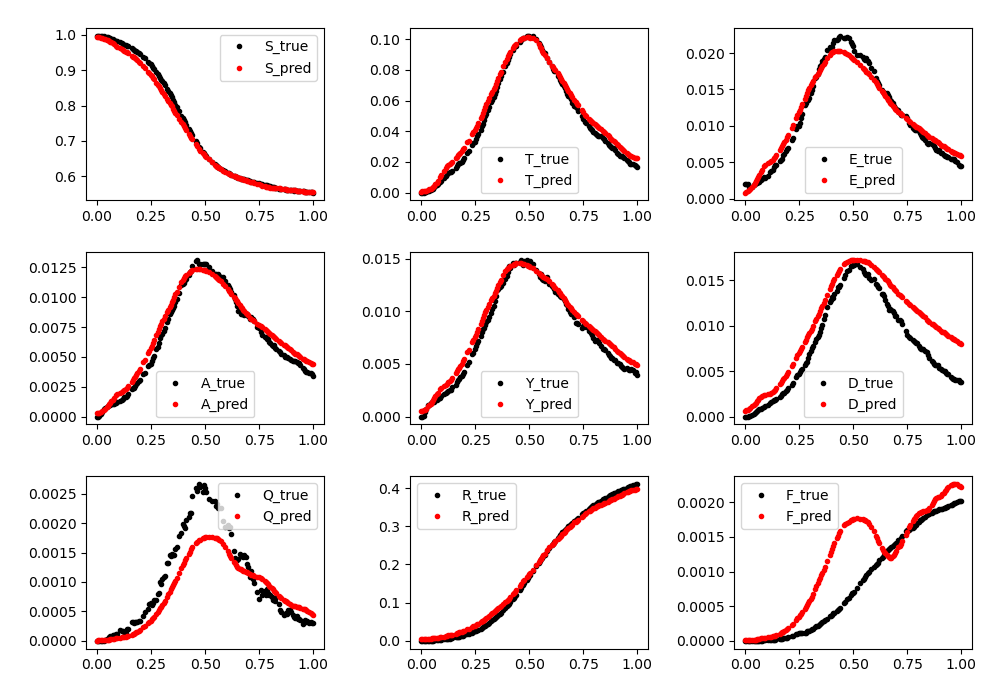 1.0
0.9
0.8
0.7
0.6
0.00 0.25 0.50 0.75 1.00
S_true
S_pred
0.10
0.08
0.06
0.04
0.02
0.00
0.00 0.25 0.50 0.75 1.00
T_true
T_pred
0.020
0.015
0.010
0.005
0.000
0.00 0.25 0.50 0.75 1.00
E_true
E_pred
0.0125
0.0100
0.0075
0.0050
0.0025
0.0000
0.00 0.25 0.50 0.75 1.00
A_true
A_pred
0.015
0.010
0.005
0.000
0.00 0.25 0.50 0.75 1.00
Y_true
Y_pred
0.015
0.010
0.005
0.000
0.00 0.25 0.50 0.75 1.00
D_true
D_pred
0.0025
0.0020
0.0015
0.0010
0.0005
0.0000
0.00 0.25 0.50 0.75 1.00
Q_true
Q_pred
0.4
0.3
0.2
0.1
0.0
0.00 0.25 0.50 0.75 1.00
R_true
R_pred
0.0020
0.0015
0.0010
0.0005
0.0000
0.00 0.25 0.50 0.75 1.00
F_true
F_pred